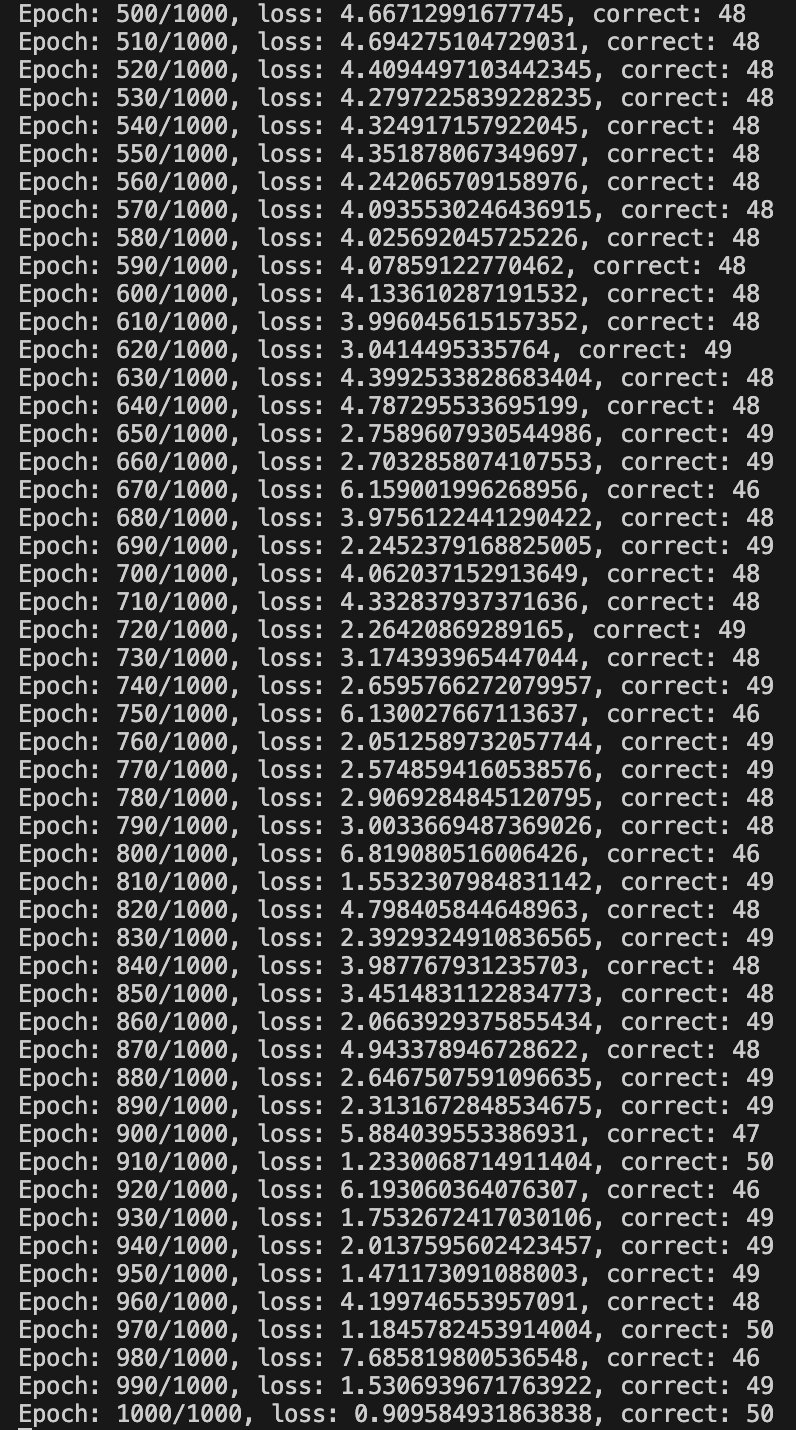 Epoch: 500/1000, loss: 4.66712991677745, correct: 48
Epoch: 510/1000, loss: 4.694275104729031, correct: 48
Epoch: 520/1000, loss: 4.4094497103442345, correct: 48
Epoch: 530/1000, loss: 4.2797225839228235, correct: 48
Epoch: 540/1000, loss: 4.324917157922045, correct: 48
Epoch: 550/1000, loss: 4.351878067349697, correct: 48
Epoch: 560/1000, loss: 4.242065709158976, correct: 48
Epoch: 570/1000, loss: 4.0935530246436915, correct: 48
Epoch: 580/1000, loss: 4.025692045725226, correct: 48
Epoch: 590/1000, loss: 4.07859122770462, correct: 48
Epoch: 600/1000, loss: 4.133610287191532, correct: 48
Epoch: 610/1000, loss: 3.996045615157352, correct: 48
Epoch: 620/1000, loss: 3.0414495335764, correct: 49
Epoch: 630/1000, loss: 4.3992533828683404, correct: 48
Epoch: 640/1000, loss: 4.787295533695199, correct: 48
Epoch: 650/1000, loss: 2.7589607930544986, correct: 49
Epoch: 660/1000, loss: 2.7032858074107553, correct: 49
Epoch: 670/1000, loss: 6.159001996268956, correct: 46
Epoch: 680/1000, loss: 3.9756122441290422, correct: 48
Epoch: 690/1000, loss: 2.2452379168825005, correct: 49
Epoch: 700/1000, loss: 4.062037152913649, correct: 48
Epoch: 710/1000, loss: 4.332837937371636, correct: 48
Epoch: 720/1000, loss: 2.26420869289165, correct: 49
Epoch: 730/1000, loss: 3.174393965447044, correct: 48
Epoch: 740/1000, loss: 2.6595766272079957, correct: 49
Epoch: 750/1000, loss: 6.130027667113637, correct: 46
Epoch: 760/1000, loss: 2.0512589732057744, correct: 49
Epoch: 770/1000, loss: 2.5748594160538576, correct: 49
Epoch: 780/1000, loss: 2.9069284845120795, correct: 48
Epoch: 790/1000, loss: 3.0033669487369026, correct: 48
Epoch: 800/1000, loss: 6.819080516006426, correct: 46
Epoch: 810/1000, loss: 1.5532307984831142, correct: 49
Epoch: 820/1000, loss: 4.798405844648963, correct: 48
Epoch: 830/1000, loss: 2.3929324910836565, correct: 49
Epoch: 840/1000, loss: 3.987767931235703, correct: 48
Epoch: 850/1000, loss: 3.4514831122834773, correct: 48
Epoch: 860/1000, loss: 2.0663929375855434, correct: 49
Epoch: 870/1000, loss: 4.943378946728622, correct: 48
Epoch: 880/1000, loss: 2.6467507591096635, correct: 49
Epoch: 890/1000, loss: 2.3131672848534675, correct: 49
Epoch: 900/1000, loss: 5.884039553386931, correct: 47
Epoch: 910/1000, loss: 1.2330068714911404, correct: 50
Epoch: 920/1000, loss: 6.193060364076307, correct: 46
Epoch: 930/1000, loss: 1.7532672417030106, correct: 49
Epoch: 940/1000, loss: 2.0137595602423457, correct: 49
Epoch: 950/1000, loss: 1.471173091088003, correct: 49
Epoch: 960/1000, loss: 4.199746553957091, correct: 48
Epoch: 970/1000, loss: 1.1845782453914004, correct: 50
Epoch: 980/1000, loss: 7.685819800536548, correct: 46
Epoch: 990/1000, loss: 1.5306939671763922, correct: 49
Epoch: 1000/1000, loss: 0.909584931863838, correct: 50